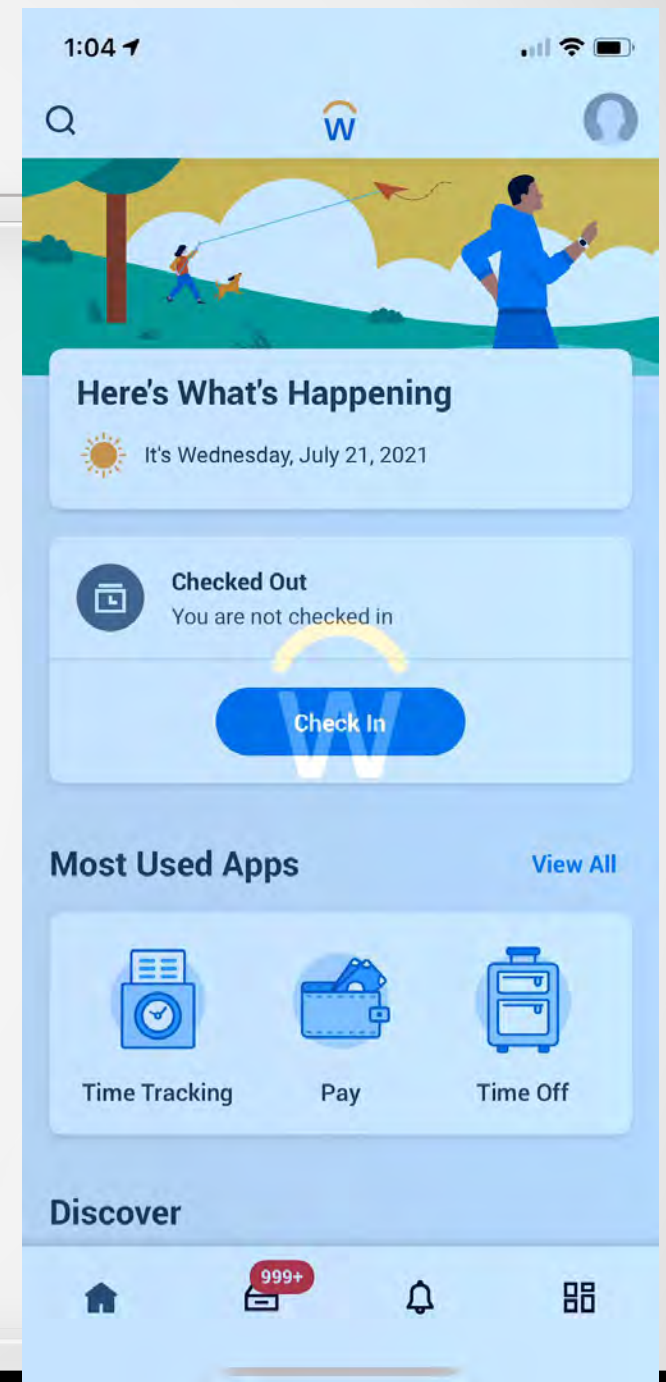 1:04
W
Here's What's Happening
It's Wednesday, July 21, 2021
Checked Out
You are not checked in
W
Check In
Most Used Apps
View All
Time Tracking
Pay
Time Off
Discover
999+